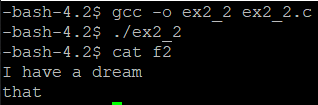 -bash-4.2$ gcc -o ex2_2 ex2_2.c
-bash-4.2$ ./ex2_2
-bash-4.2$ cat f2
I have a dream
that